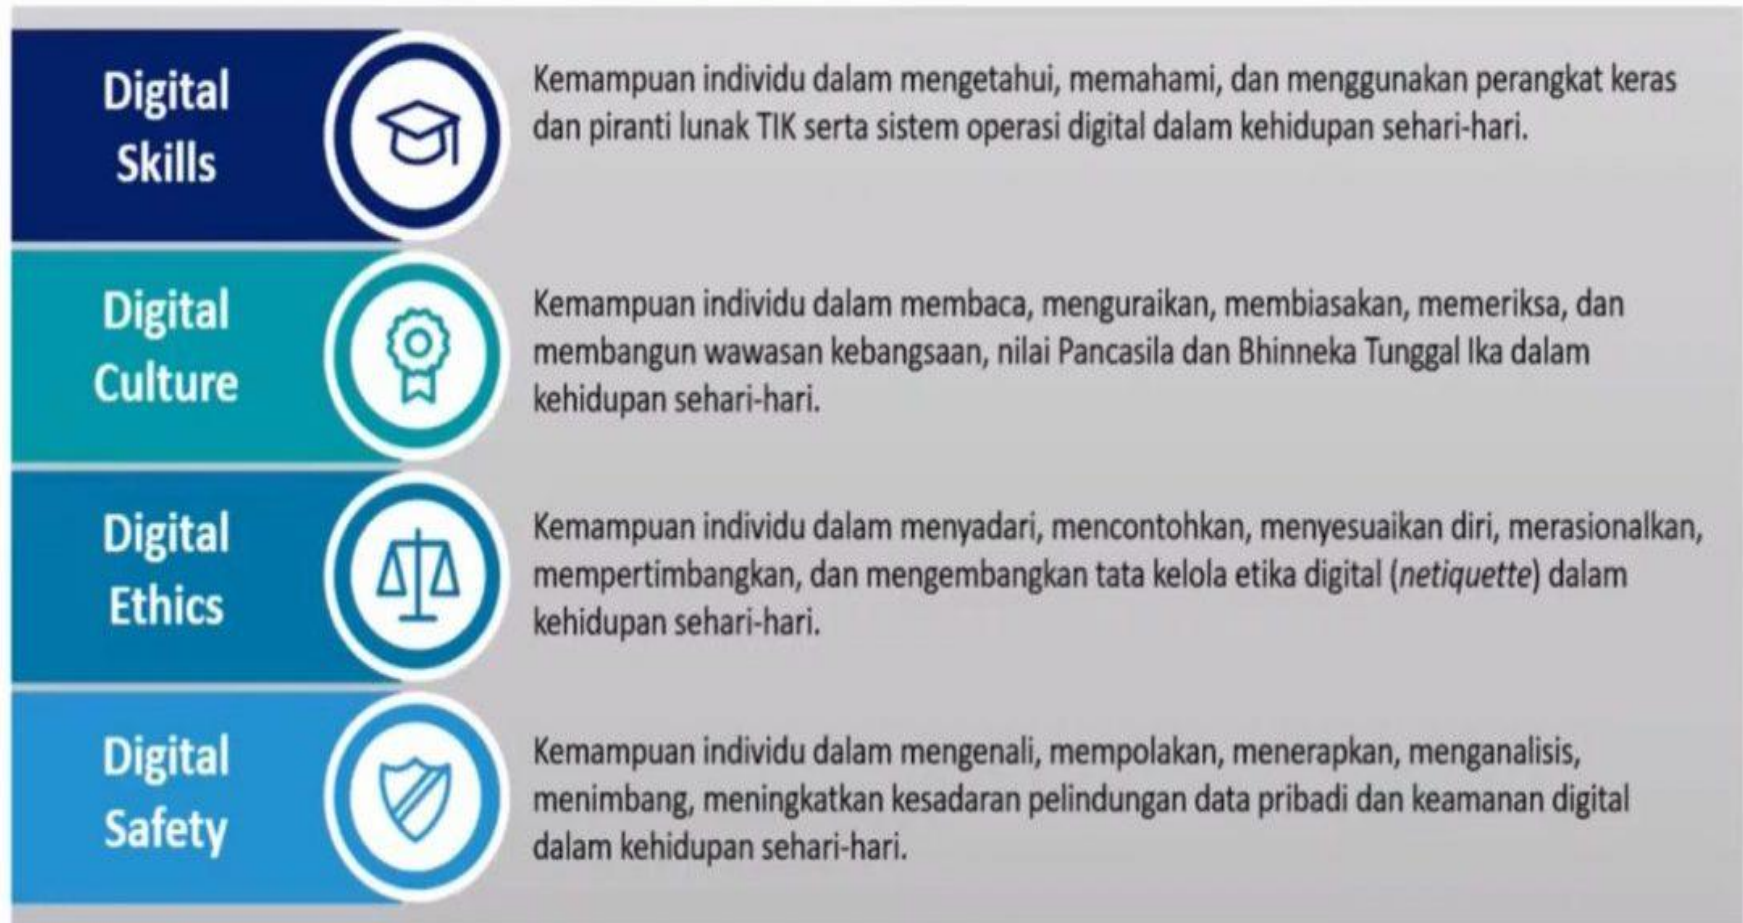 Digital
Skills
Kemampuan individu dalam mengetahui, memahami, dan menggunakan perangkat keras
dan piranti lunak TIK serta sistem operasi digital dalam kehidupan sehari-hari.
Digital
Culture
Kemampuan individu dalam membaca, menguraikan, membiasakan, memeriksa, dan
membangun wawasan kebangsaan, nilai Pancasila dan Bhinneka Tunggal Ika dalam
kehidupan sehari-hari.
Digital
Ethics
Kemampuan individu dalam menyadari, mencontohkan, menyesuaikan diri, merasionalkan,
mempertimbangkan, dan mengembangkan tata kelola etika digital (netiquette) dalam
kehidupan sehari-hari.
Digital
Safety
Kemampuan individu dalam mengenali, mempolakan, menerapkan, menganalisis,
menimbang, meningkatkan kesadaran pelindungan data pribadi dan keamanan digital
dalam kehidupan sehari-hari.